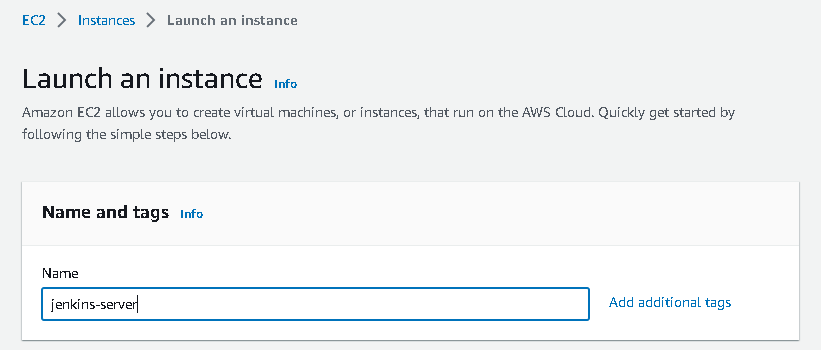 EC2 > Instances > Launch an instance
Launch an instance Info
Amazon EC2 allows you to create virtual machines, or instances, that run on the AWS Cloud. Quickly get started by
following the simple steps below.
Name and tags Info
Name
jenkins-server
Add additional tags